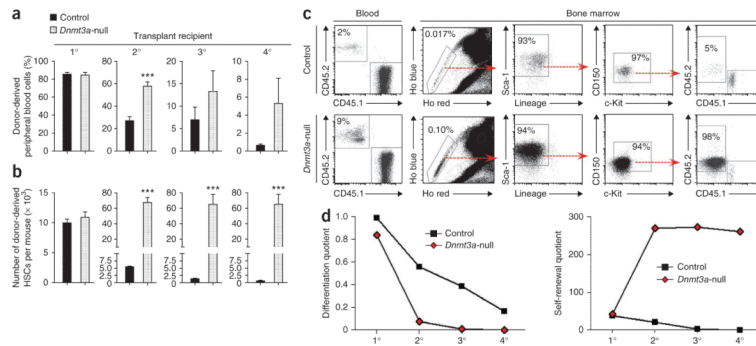 a
Control
Dnmt3a-null
Transplant recipient
1° 2° 3° 4°
Donor-derived
peripheral blood cells (%)
100
80
60
40
20
0
100
80
60
40
20
0
***
20
15
10
5
0
10
8
6
4
2
0
b
Number of donor-derived
HSCs per mouse (× 10³)
15
10
5
0
80
60
40
20
7.5
5.0
2.5
0
***
80
60
40
20
7.5
5.0
2.5
0
***
80
60
40
20
7.5
5.0
2.5
0
***
c
Blood
Bone marrow
Control
2%
CD45.2
CD45.1
0.017%
Ho blue
Ho red
93%
Sca-1
Lineage
97%
CD150
c-Kit
5%
CD45.2
CD45.1
Dnmt3a-null
9%
CD45.2
CD45.1
0.10%
Ho blue
Ho red
94%
Sca-1
Lineage
94%
CD150
c-Kit
98%
CD45.2
CD45.1
d
Differentiation quotient
1.0
0.8
0.6
0.4
0.2
0
Control
Dnmt3a-null
1° 2° 3° 4°
Self-renewal quotient
300
200
100
0
Control
Dnmt3a-null
1° 2° 3° 4°